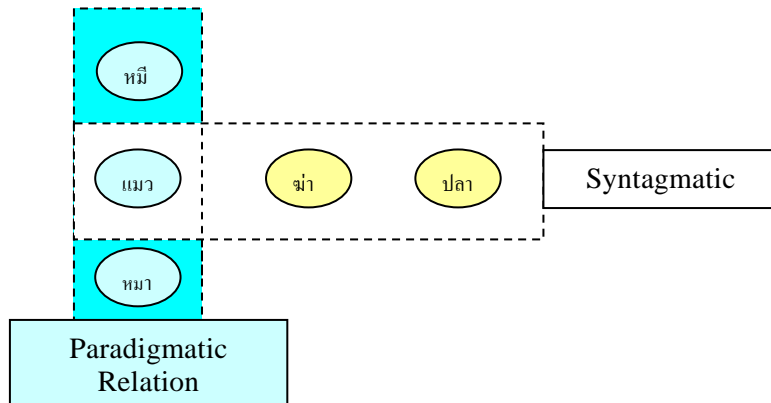 หมี
แมว ฆ่า ปลา Syntagmatic
หมา
Paradigmatic
Relation